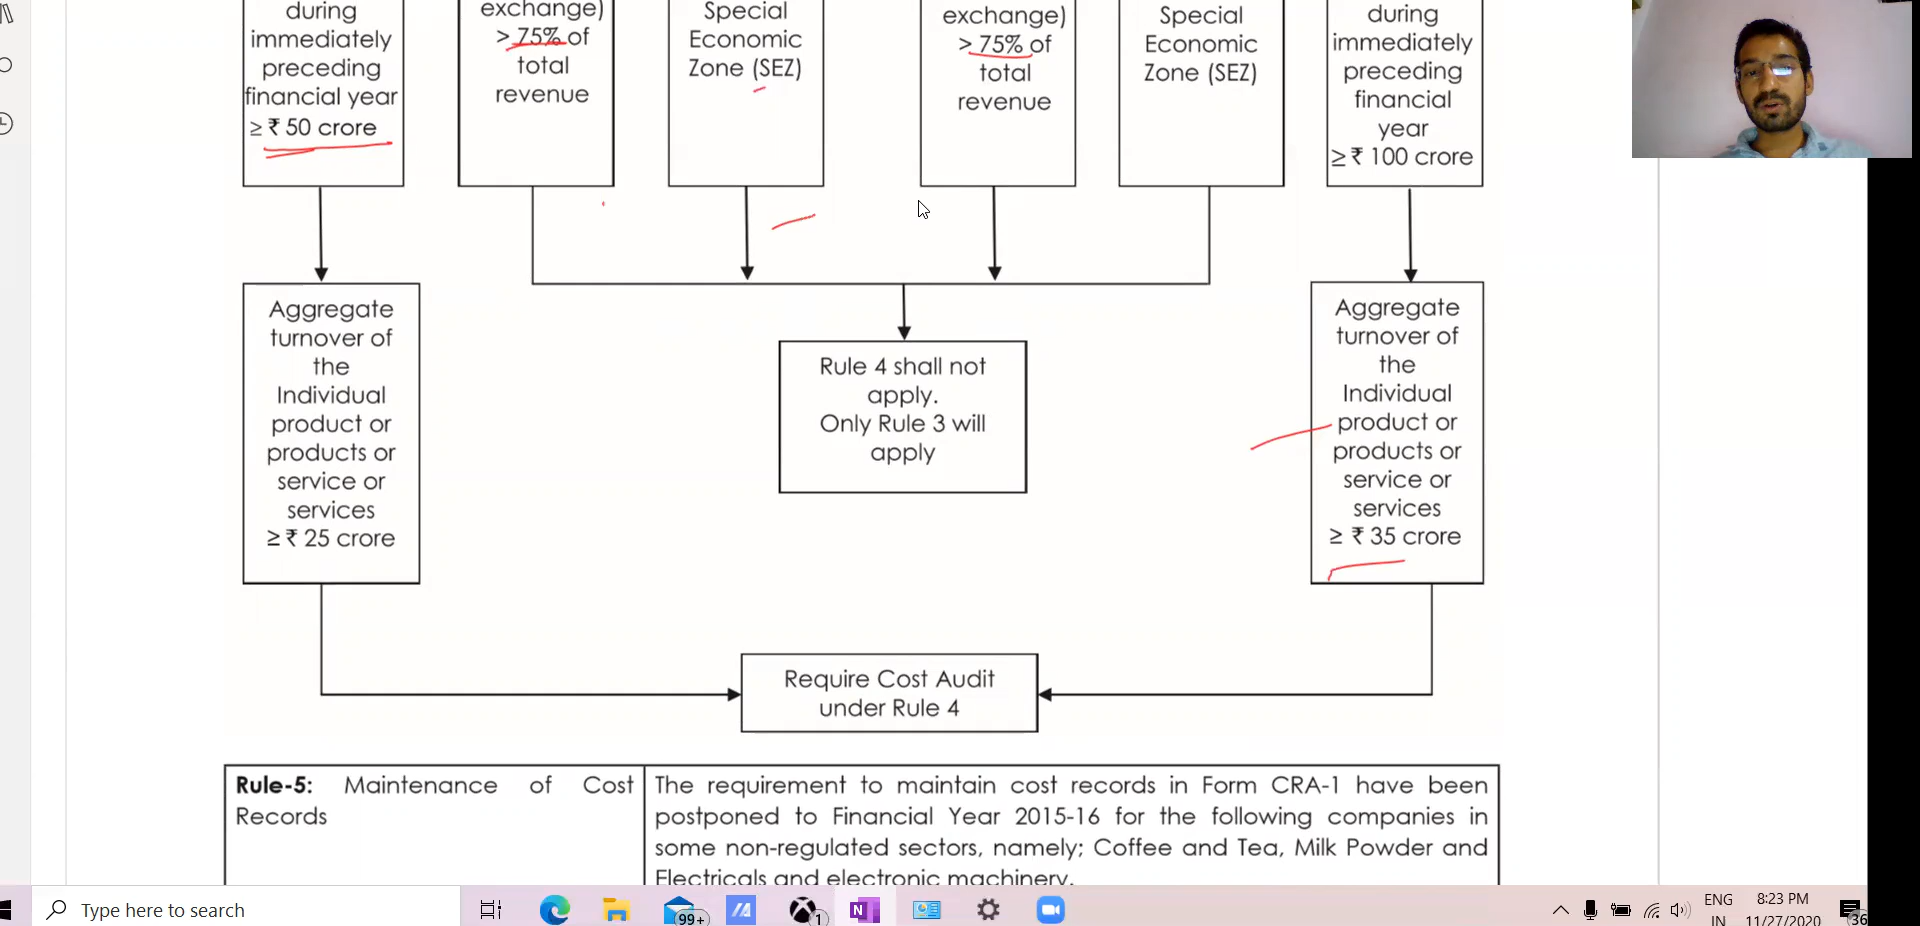 during
immediately
preceding
financial year
≥ ₹ 50 crore
exchange)
> 75% of
total
revenue
Special
Economic
Zone (SEZ)
exchange)
> 75% of
total
revenue
Special
Economic
Zone (SEZ)
during
immediately
preceding
financial
year
≥ ₹ 100 crore
Aggregate
turnover of
the
Individual
product or
products or
service or
services
≥ ₹ 25 crore
Rule 4 shall not
apply.
Only Rule 3 will
apply
Aggregate
turnover of
the
Individual
product or
products or
service or
services
≥ ₹ 35 crore
Require Cost Audit
under Rule 4
Rule-5: Maintenance of Cost
Records
The requirement to maintain cost records in Form CRA-1 have been
postponed to Financial Year 2015-16 for the following companies in
some non-regulated sectors, namely; Coffee and Tea, Milk Powder and
Electricals and electronic machinery.
Type here to search
99+
1
N
ENG
IN
8:23 PM
11/27/2020
36